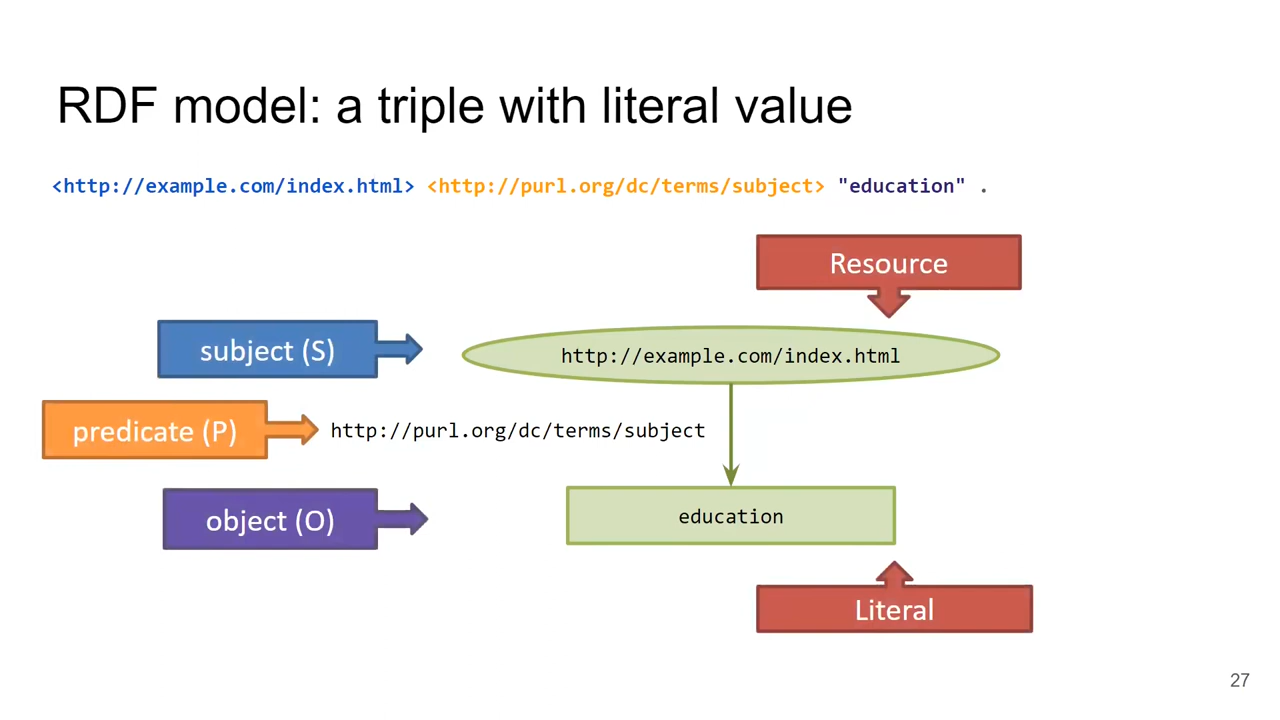 RDF model: a triple with literal value
<http://example.com/index.html> <http://purl.org/dc/terms/subject> "education" .
Resource
subject (S)
http://example.com/index.html
predicate (P)
http://purl.org/dc/terms/subject
object (O)
education
Literal
27